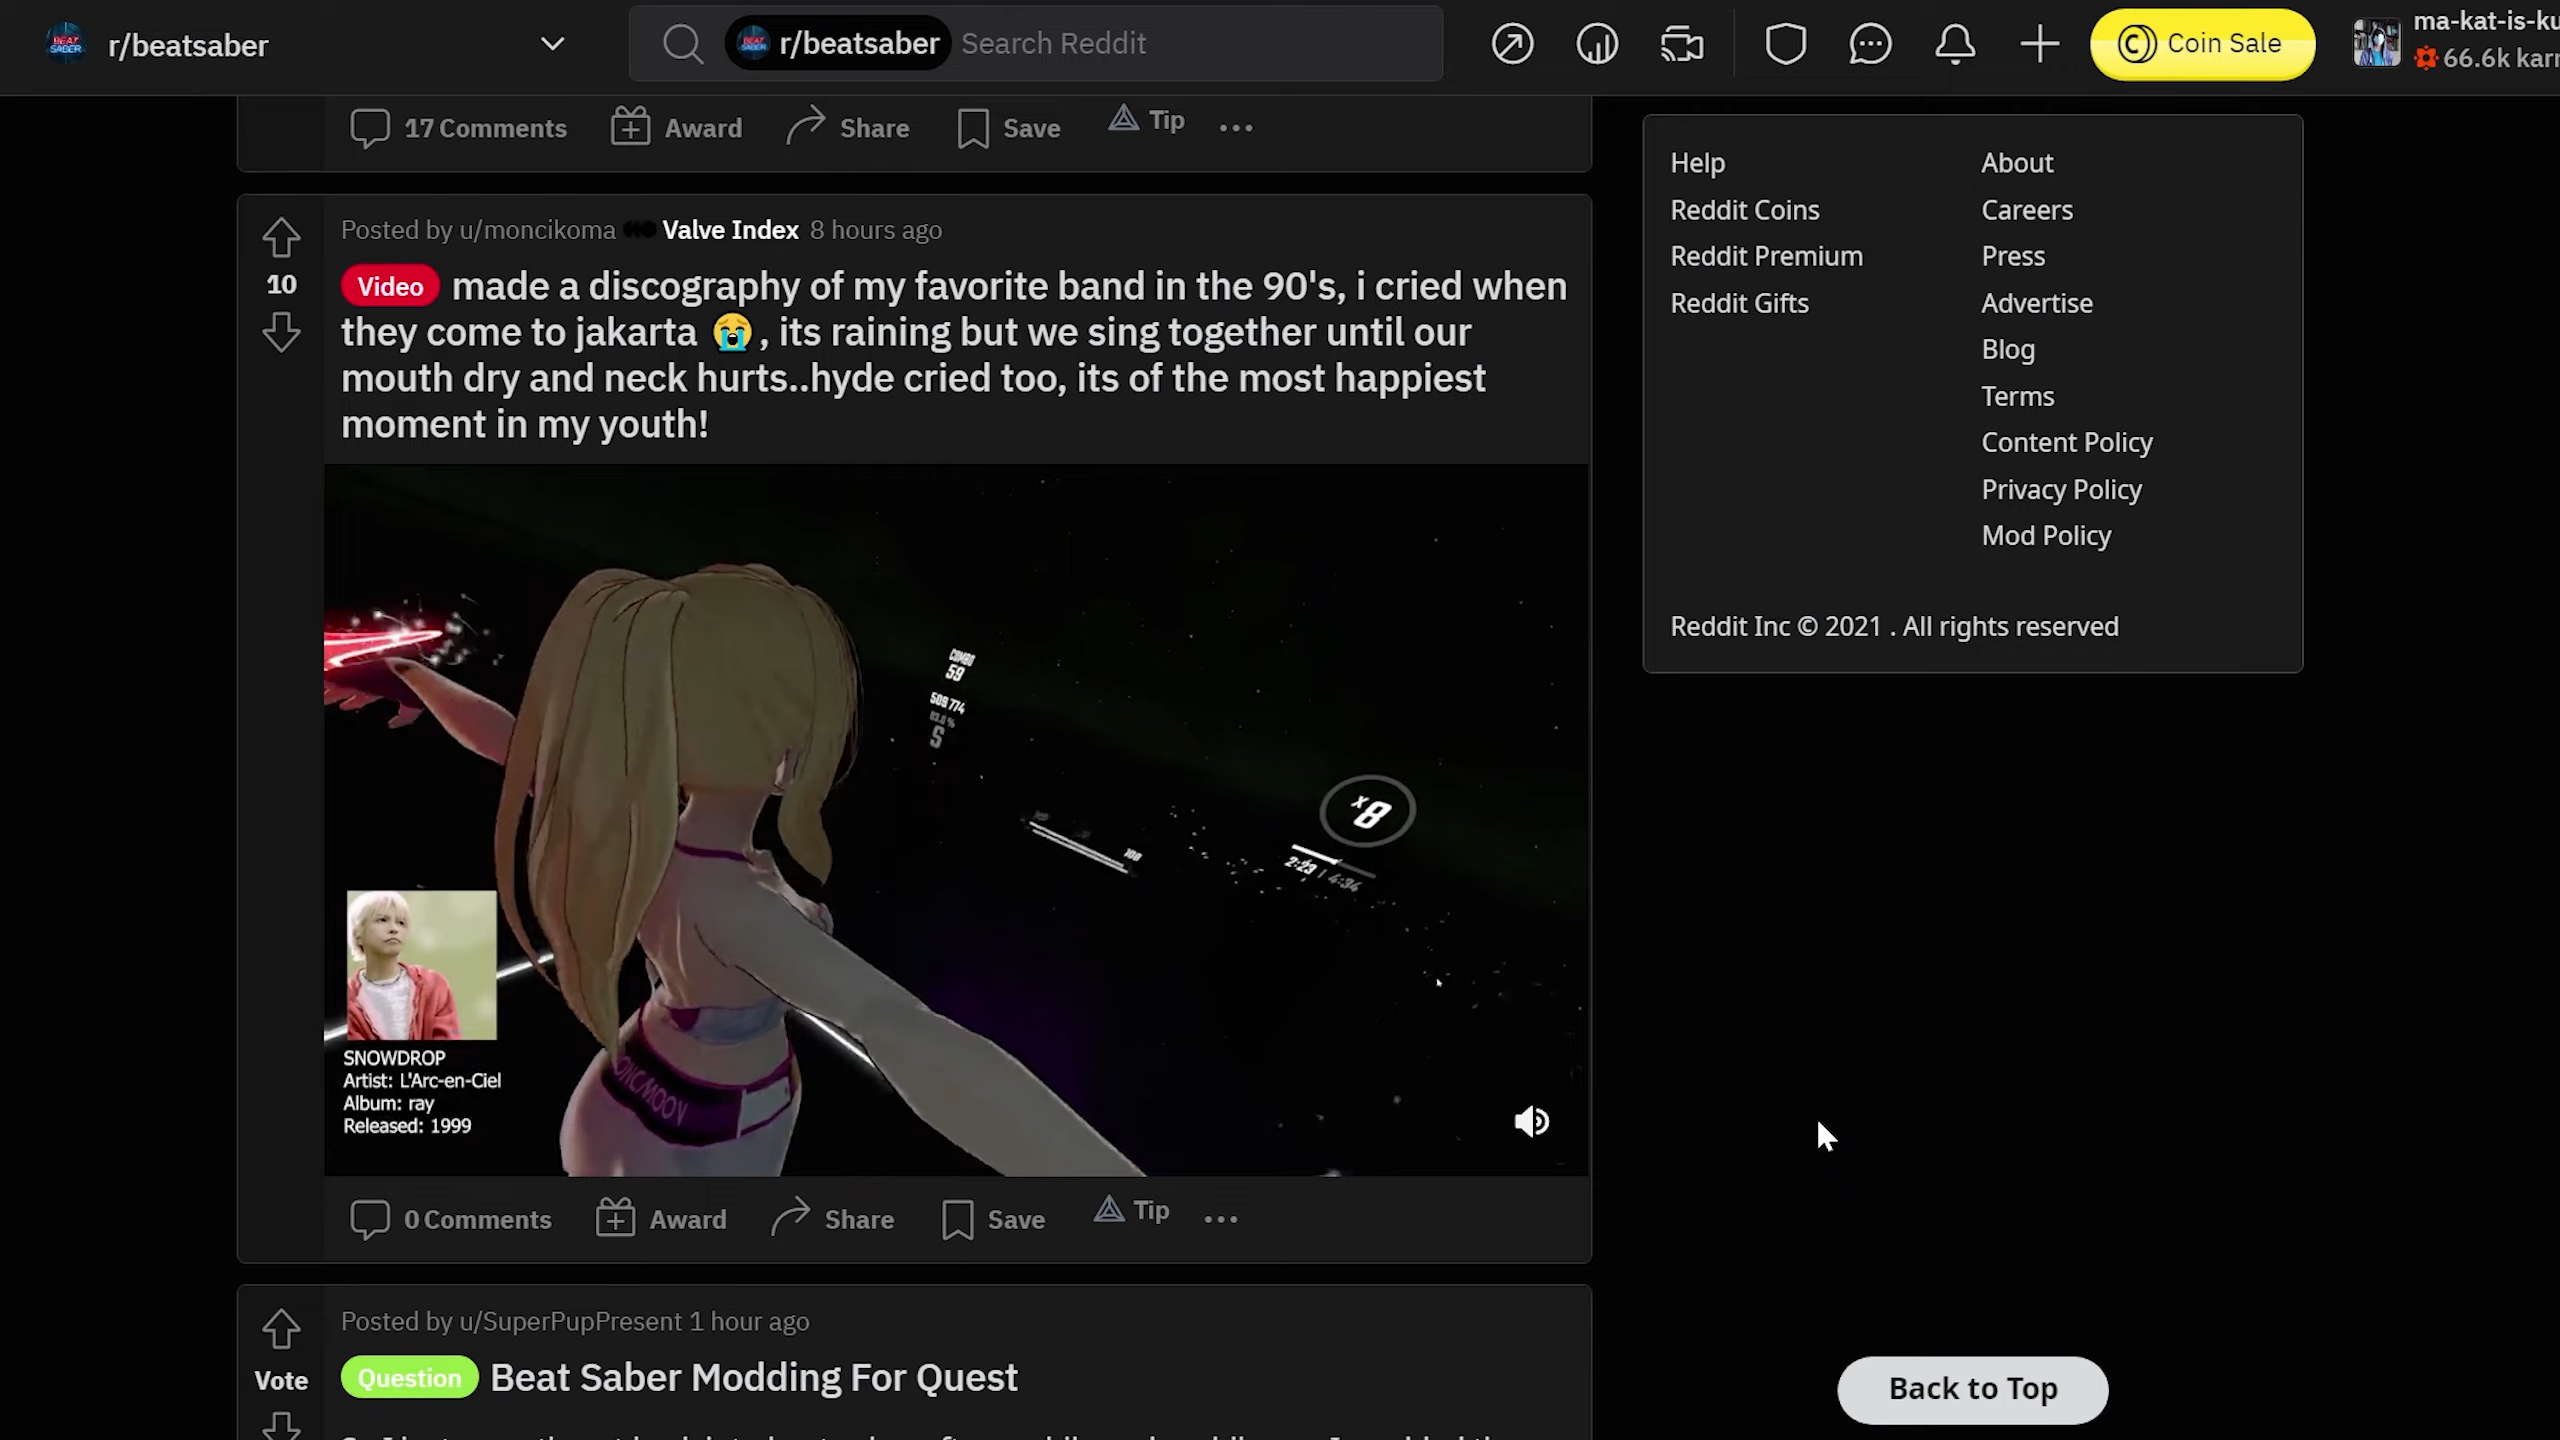 r/beatsaber
r/beatsaber Search Reddit
Coin Sale
66.6k
17 Comments Award Share Save Tip
Posted by u/moncikoma Valve Index 8 hours ago
10
Video made a discography of my favorite band in the 90's, i cried when
they come to jakarta 😭, its raining but we sing together until our
mouth dry and neck hurts..hyde cried too, its of the most happiest
moment in my youth!
COMBO
59
509 774
S
x8
2:23 / 4:34
SNOWDROP
Artist: L'Arc-en-Ciel
Album: ray
Released: 1999
0 Comments Award Share Save Tip
Posted by u/SuperPupPresent 1 hour ago
Vote
Question Beat Saber Modding For Quest
Help
Reddit Coins
Reddit Premium
Reddit Gifts
About
Careers
Press
Advertise
Blog
Terms
Content Policy
Privacy Policy
Mod Policy
Reddit Inc © 2021 . All rights reserved
Back to Top